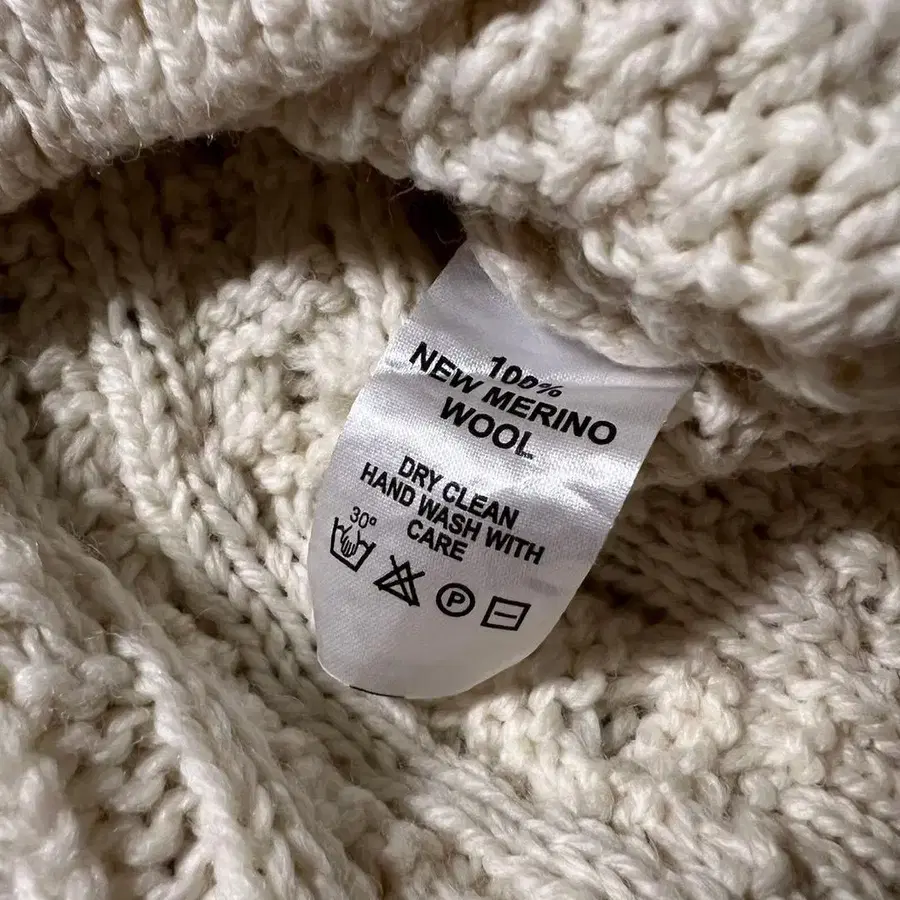 100%
NEW MERINO
WOOL
DRY CLEAN
HAND WASH WITH
CARE
30°
P